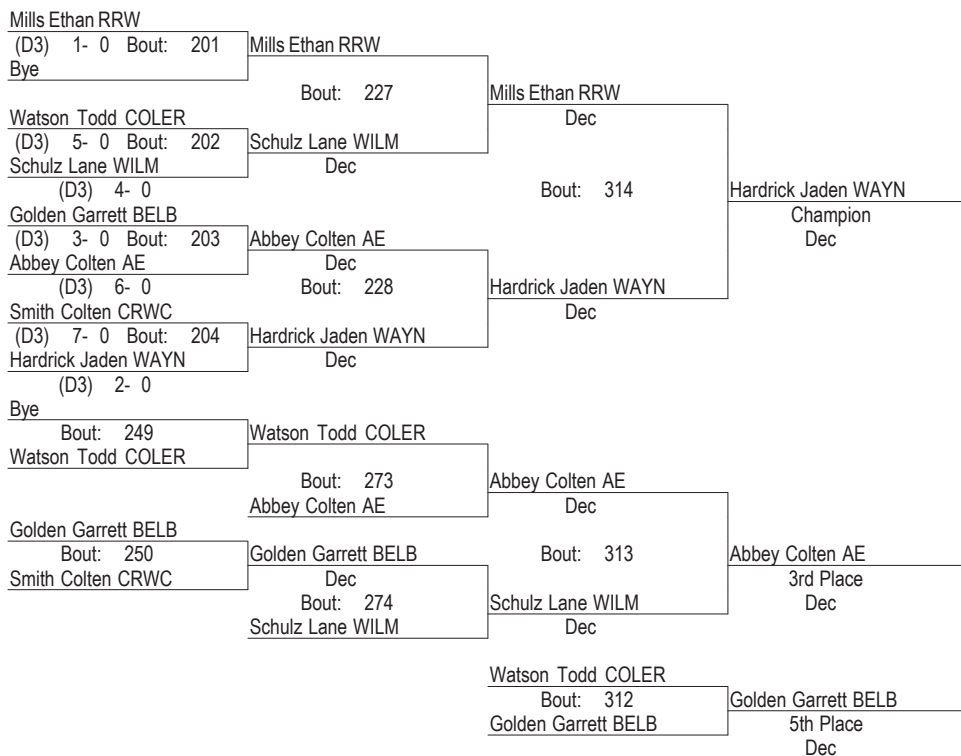 Mills Ethan RRW
(D3) 1- 0 Bout: 201 Mills Ethan RRW
Bye
Bout: 227 Mills Ethan RRW
Watson Todd COLER Dec
(D3) 5- 0 Bout: 202 Schulz Lane WILM
Schulz Lane WILM Dec
(D3) 4- 0 Bout: 314 Hardrick Jaden WAYN
Golden Garrett BELB Champion
(D3) 3- 0 Bout: 203 Abbey Colten AE Dec
Abbey Colten AE Dec
(D3) 6- 0 Bout: 228 Hardrick Jaden WAYN
Smith Colten CRWC Dec
(D3) 7- 0 Bout: 204 Hardrick Jaden WAYN
Hardrick Jaden WAYN Dec
(D3) 2- 0
Bye
Bout: 249 Watson Todd COLER
Watson Todd COLER
Bout: 273 Abbey Colten AE
Abbey Colten AE Dec
Golden Garrett BELB
Bout: 250 Golden Garrett BELB Bout: 313 Abbey Colten AE
Smith Colten CRWC Dec 3rd Place
Bout: 274 Schulz Lane WILM Dec
Schulz Lane WILM Dec
Watson Todd COLER
Bout: 312 Golden Garrett BELB
Golden Garrett BELB 5th Place
Dec